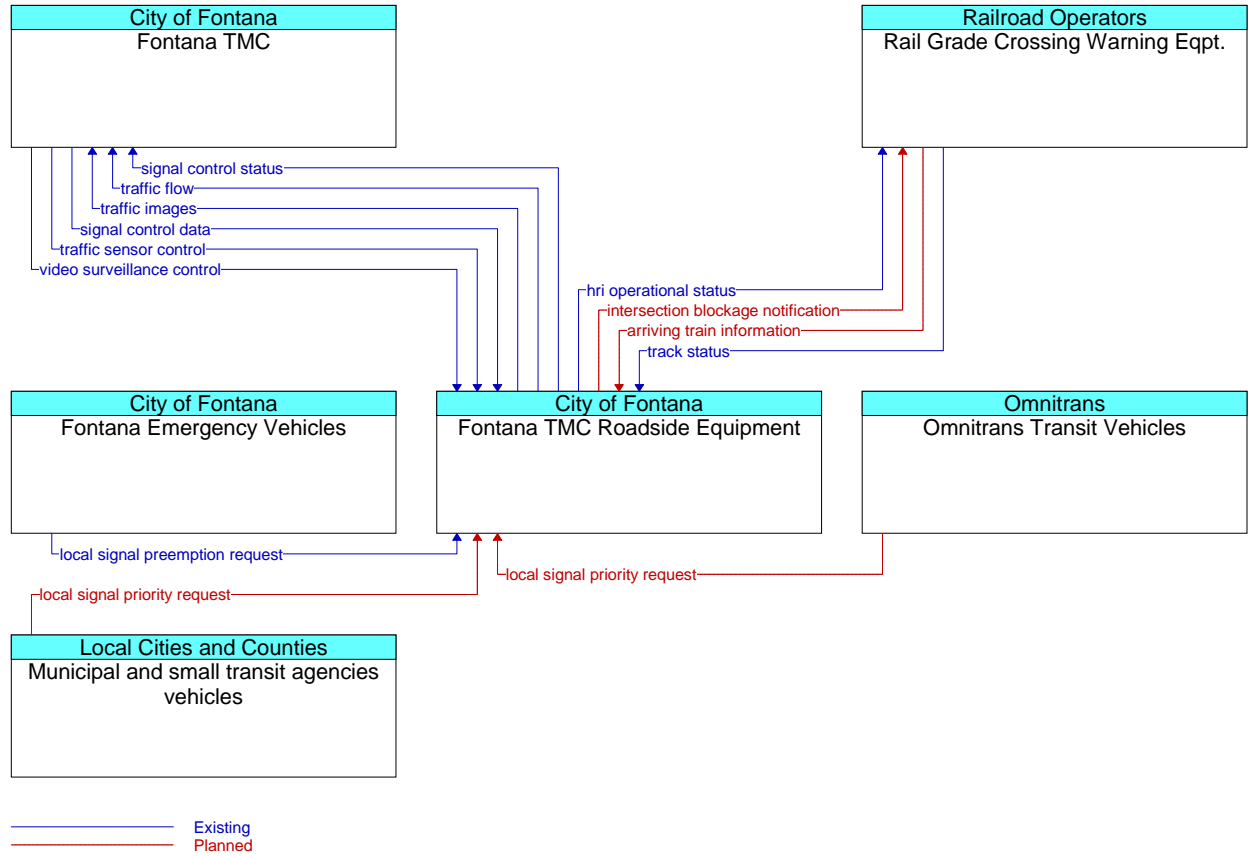 City of Fontana
Fontana TMC
Railroad Operators
Rail Grade Crossing Warning Eqpt.
signal control status
traffic flow
traffic images
signal control data
traffic sensor control
video surveillance control
hri operational status
intersection blockage notification
arriving train information
track status
City of Fontana
Fontana Emergency Vehicles
City of Fontana
Fontana TMC Roadside Equipment
Omnitrans
Omnitrans Transit Vehicles
local signal preemption request
local signal priority request
local signal priority request
Local Cities and Counties
Municipal and small transit agencies
vehicles
Existing
Planned